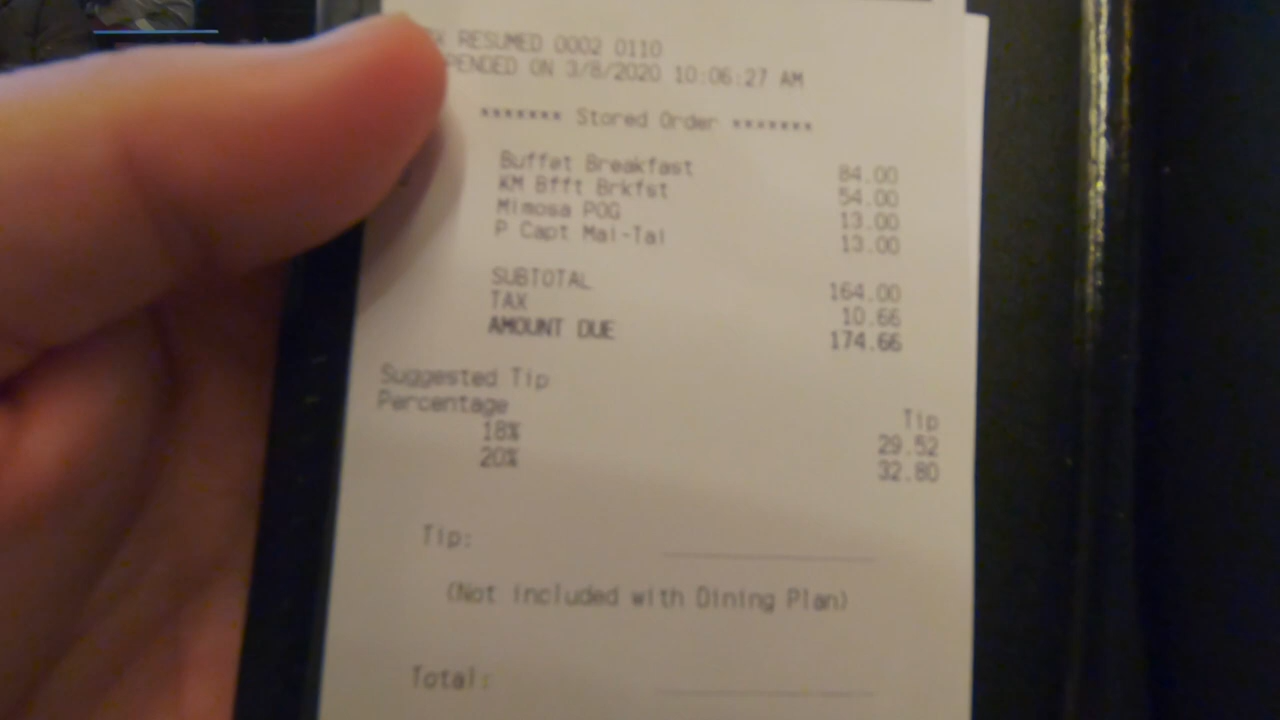 RESUMED 0002 0110
PENDED ON 3/8/2020 10:06:27 AM
******* Stored Order *******
Buffet Breakfast 84.00
KM Bfft Brkfst 54.00
Mimosa POG 13.00
P Capt Mai-Tai 13.00
SUBTOTAL 164.00
TAX 10.66
AMOUNT DUE 174.66
Suggested Tip
Percentage Tip
18% 29.52
20% 32.80
Tip:
(Not included with Dining Plan)
Total: